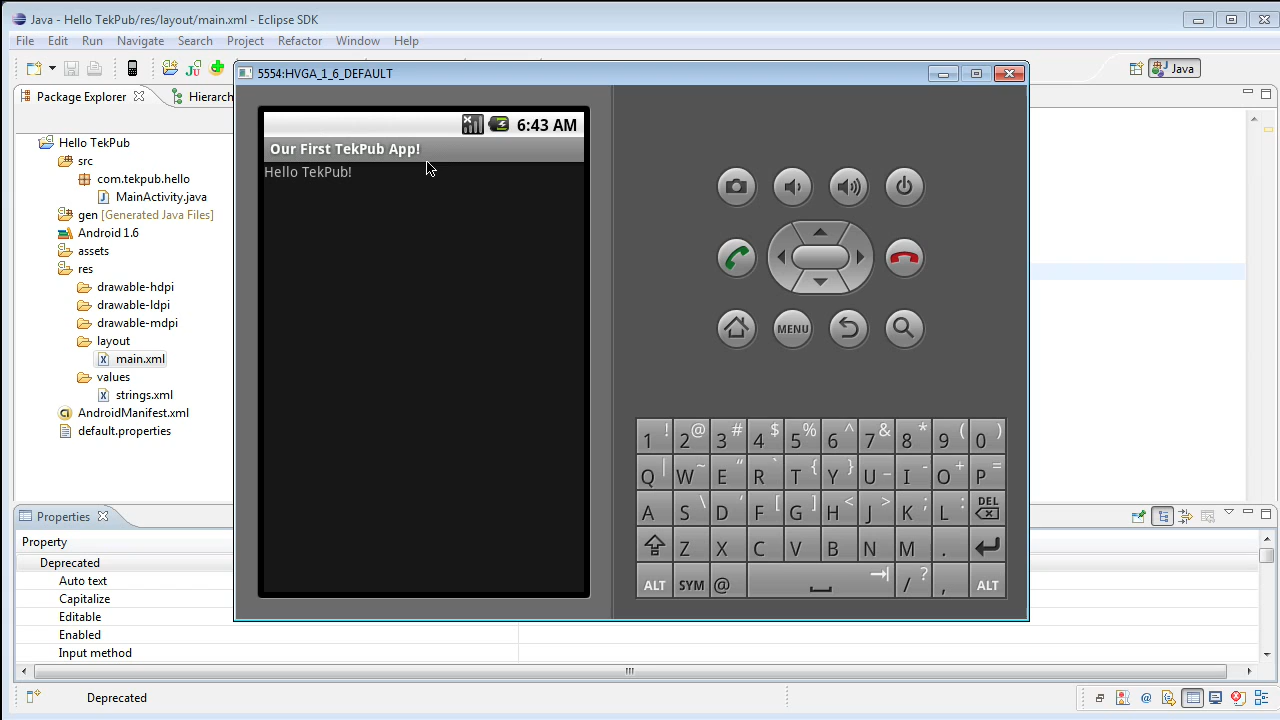 Java - Hello TekPub/res/layout/main.xml - Eclipse SDK
File Edit Run Navigate Search Project Refactor Window Help
5554:HVGA_1_6_DEFAULT
Java
Package Explorer Hierarch
Hello TekPub
src
com.tekpub.hello
MainActivity.java
gen [Generated Java Files]
Android 1.6
assets
res
drawable-hdpi
drawable-ldpi
drawable-mdpi
layout
main.xml
values
strings.xml
AndroidManifest.xml
default.properties
6:43 AM
Our First TekPub App!
Hello TekPub!
MENU
1 ! 2 @ 3 # 4 $ 5 % 6 ^ 7 & 8 * 9 ( 0 )
Q | W ~ E " R ` T { Y } U _ I - O + P =
A S \ D ' F [ G ] H < J > K ; L : DEL
Z X C V B N M .
ALT SYM @ / ? , ALT
Properties
Property
Deprecated
Auto text
Capitalize
Editable
Enabled
Input method
Deprecated